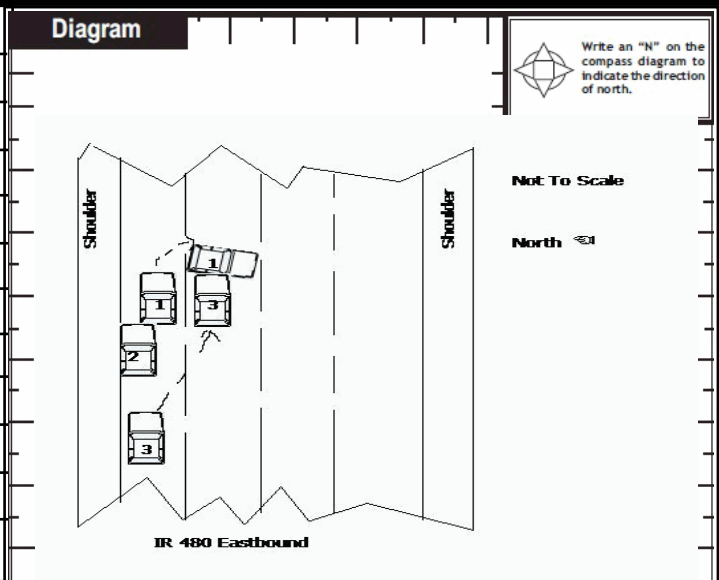 Diagram
Write an "N" on the
compass diagram to
indicate the direction
of north.
Shoulder
Shoulder
Not To Scale
North
1
1
3
2
3
IR 480 Eastbound